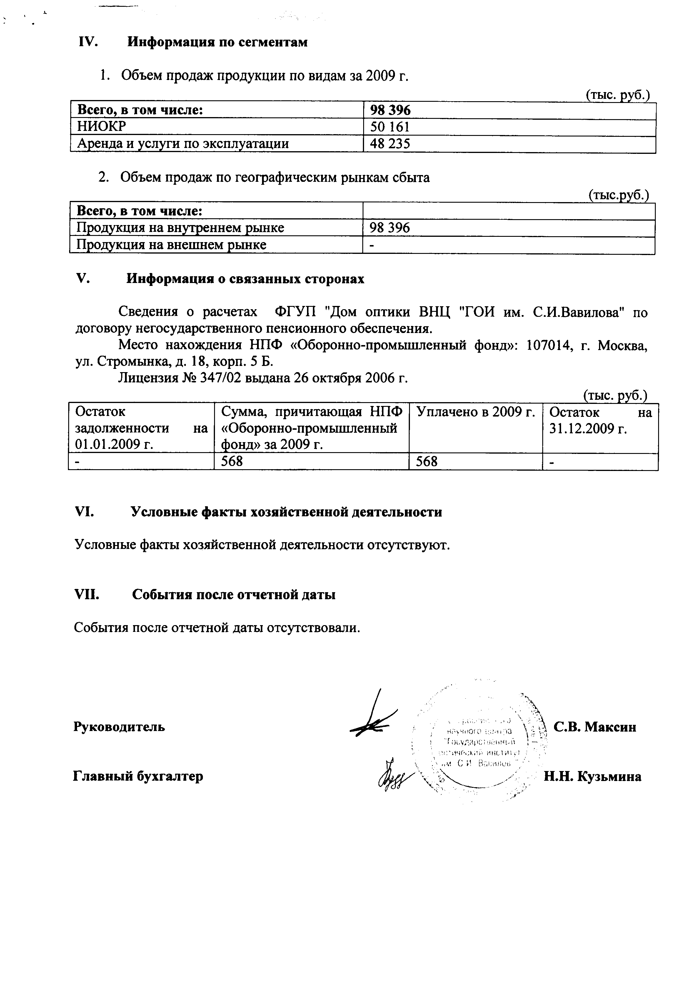 IV. Информация по сегментам
1. Объем продаж продукции по видам за 2009 г.
(тыс. руб.)
Всего, в том числе: 98 396
НИОКР 50 161
Аренда и услуги по эксплуатации 48 235
2. Объем продаж по географическим рынкам сбыта
(тыс.руб.)
Всего, в том числе:
Продукция на внутреннем рынке 98 396
Продукция на внешнем рынке -
V. Информация о связанных сторонах
Сведения о расчетах ФГУП "Дом оптики ВНЦ "ГОИ им. С.И.Вавилова" по
договору негосударственного пенсионного обеспечения.
Место нахождения НПФ «Оборонно-промышленный фонд»: 107014, г. Москва,
ул. Стромынка, д. 18, корп. 5 Б.
Лицензия № 347/02 выдана 26 октября 2006 г.
(тыс. руб.)
Остаток задолженности на 01.01.2009 г.
Сумма, причитающая НПФ «Оборонно-промышленный фонд» за 2009 г.
Уплачено в 2009 г.
Остаток на 31.12.2009 г.
- 568 568 -
VI. Условные факты хозяйственной деятельности
Условные факты хозяйственной деятельности отсутствуют.
VII. События после отчетной даты
События после отчетной даты отсутствовали.
Руководитель С.В. Максин
научного центра
"Государственный
оптический институт
им. С.И. Вавилова"
Главный бухгалтер Н.Н. Кузьмина